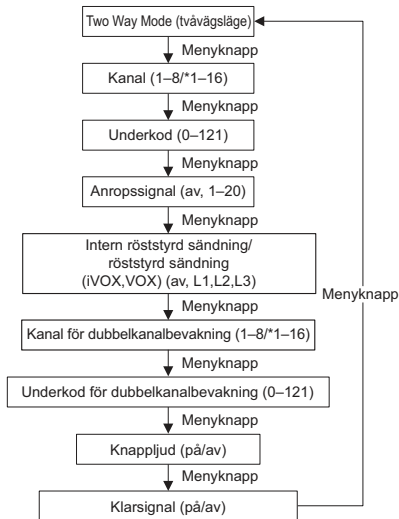 Two Way Mode (tvåvägsläge)
Menyknapp
Kanal (1–8/*1–16)
Menyknapp
Underkod (0–121)
Menyknapp
Anropssignal (av, 1–20)
Menyknapp
Intern röststyrd sändning/
röststyrd sändning
(iVOX,VOX) (av, L1,L2,L3)
Menyknapp
Menyknapp
Kanal för dubbelkanalbevakning (1–8/*1–16)
Menyknapp
Underkod för dubbelkanalbevakning (0–121)
Menyknapp
Knappljud (på/av)
Menyknapp
Klarsignal (på/av)